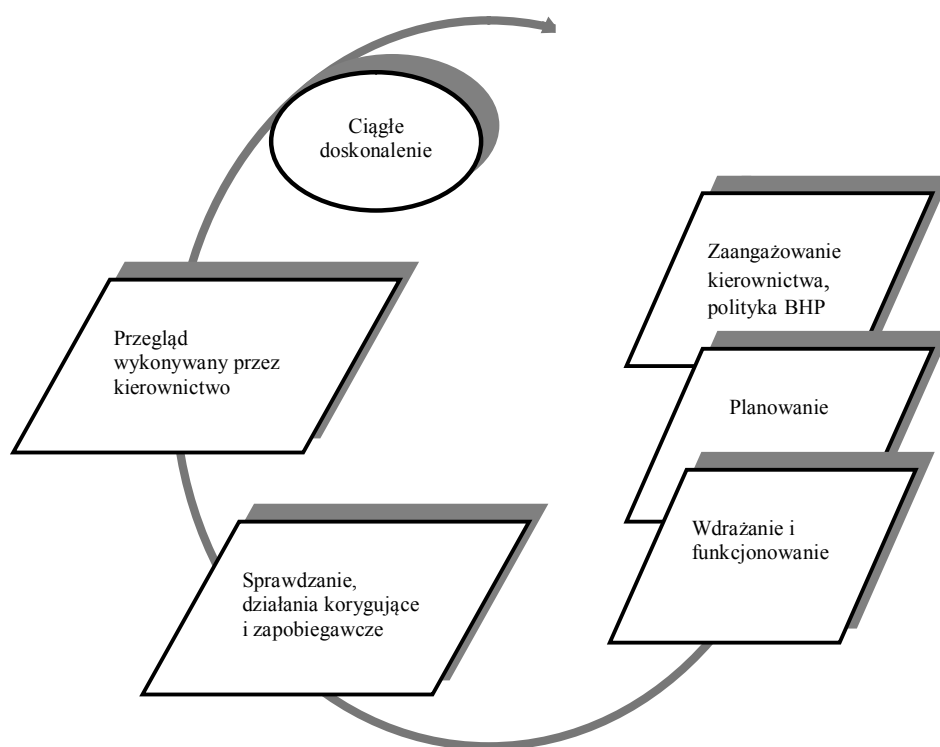 Ciągłe
doskonalenie
Zaangażowanie
kierownictwa,
polityka BHP
Przegląd
wykonywany przez
kierownictwo
Planowanie
Wdrażanie i
funkcjonowanie
Sprawdzanie,
działania korygujące
i zapobiegawcze